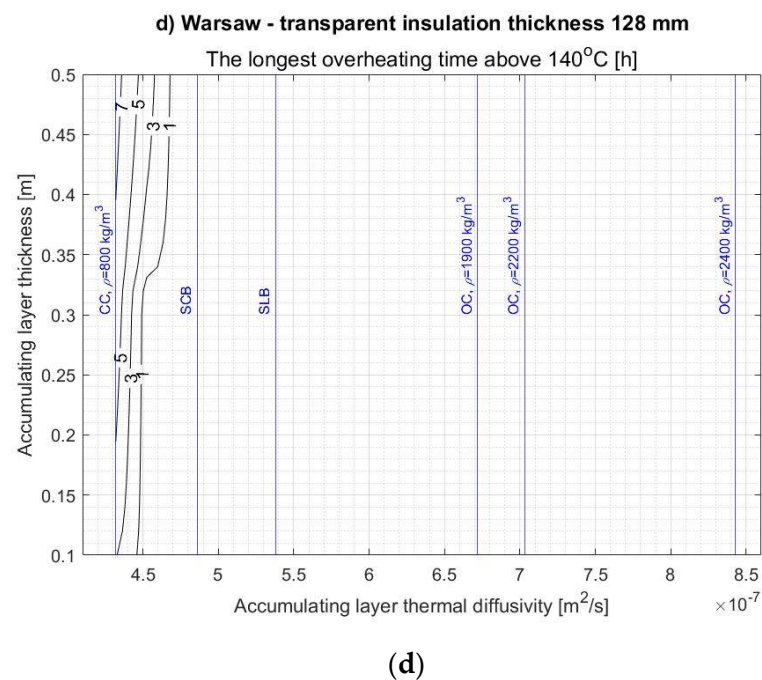 d) Warsaw - transparent insulation thickness 128 mm
The longest overheating time above 140°C [h]
0.5
0.45
0.4
0.35
0.3
0.25
0.2
0.15
0.1
Accumulating layer thickness [m]
7
5
3
1
5
3
1
CC, ρ=800 kg/m³
SCB
SLB
OC, ρ=1900 kg/m³
OC, ρ=2200 kg/m³
OC, ρ=2400 kg/m³
4.5 5 5.5 6 6.5 7 7.5 8 8.5
Accumulating layer thermal diffusivity [m²/s]
×10⁻⁷
(d)